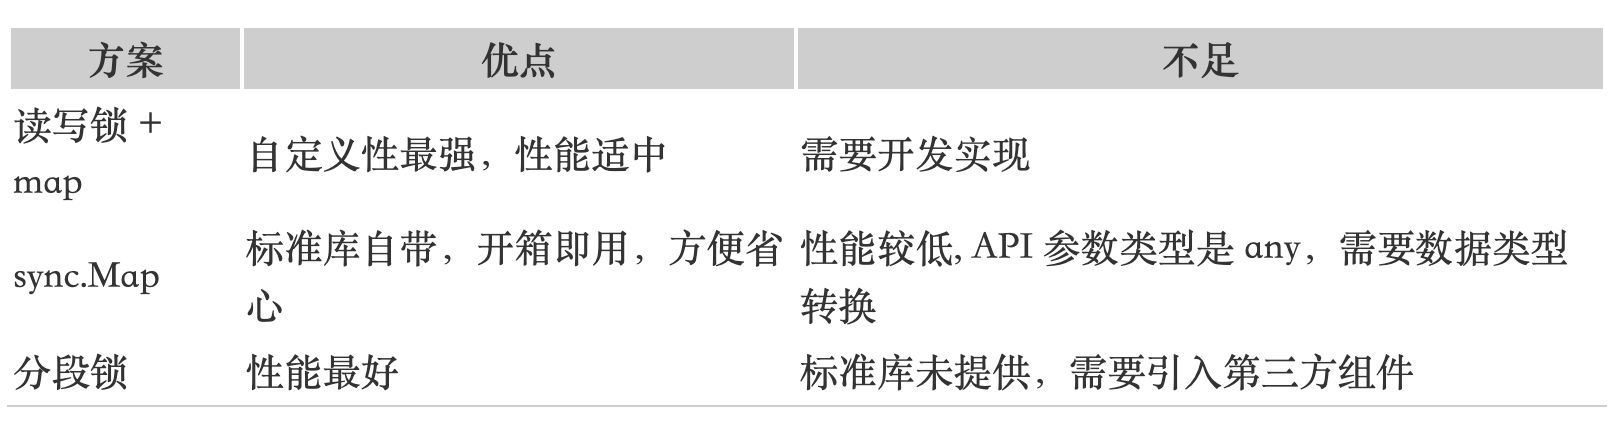 方案 优点 不足
读写锁 +
map
自定义性最强，性能适中
需要开发实现
sync.Map
标准库自带，开箱即用，方便省
心
性能较低, API 参数类型是 any，需要数据类型
转换
分段锁
性能最好
标准库未提供，需要引入第三方组件